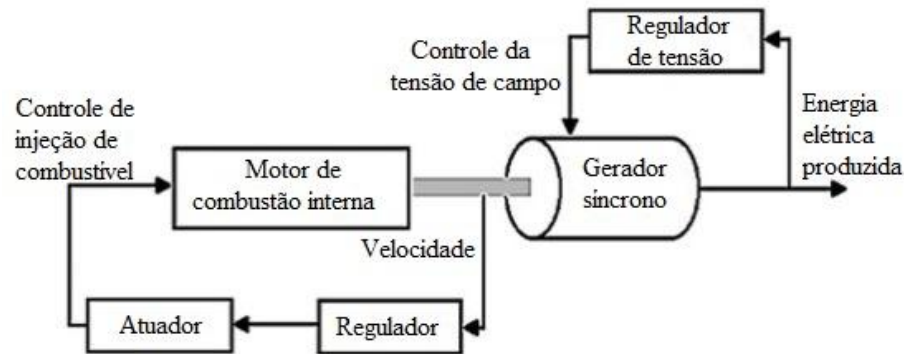 Regulador
de tensão
Controle da
tensão de campo
Controle de
injeção de
combustível
Energia
elétrica
produzida
Motor de
combustão interna
Gerador
síncrono
Velocidade
Atuador
Regulador